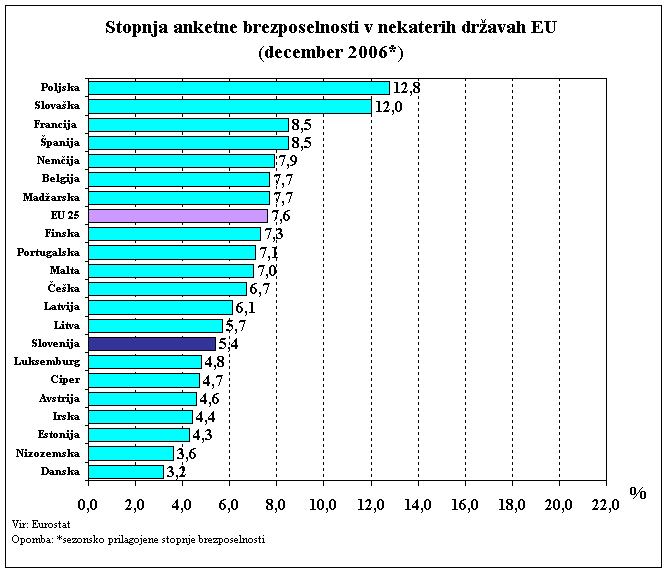 Stopnja anketne brezposelnosti v nekaterih državah EU
(december 2006*)
Poljska 12,8
Slovaška 12,0
Francija 8,5
Španija 8,5
Nemčija 7,9
Belgija 7,7
Madžarska 7,7
EU 25 7,6
Finska 7,3
Portugalska 7,1
Malta 7,0
Češka 6,7
Latvija 6,1
Litva 5,7
Slovenija 5,4
Luksemburg 4,8
Ciper 4,7
Avstrija 4,6
Irska 4,4
Estonija 4,3
Nizozemska 3,6
Danska 3,2
0,0 2,0 4,0 6,0 8,0 10,0 12,0 14,0 16,0 18,0 20,0 22,0 %
Vir: Eurostat
Opomba: *sezonsko prilagojene stopnje brezposelnosti